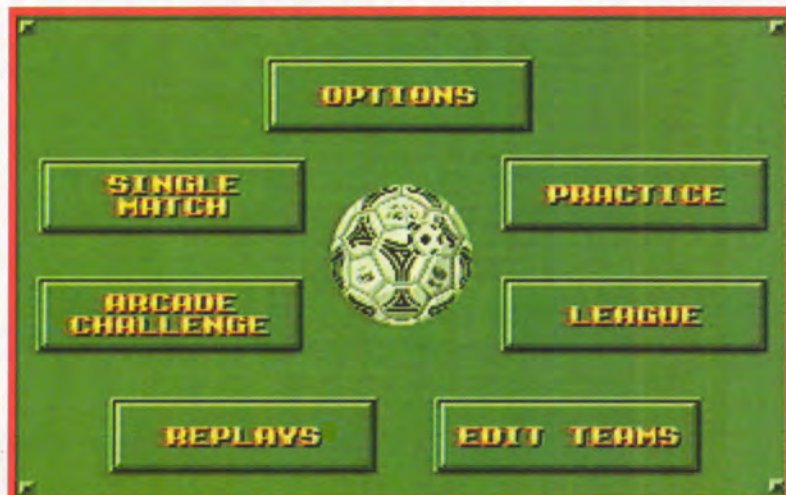 OPTIONS
SINGLE
MATCH
PRACTICE
ARCADE
CHALLENGE
LEAGUE
REPLAYS
EDIT TEAMS